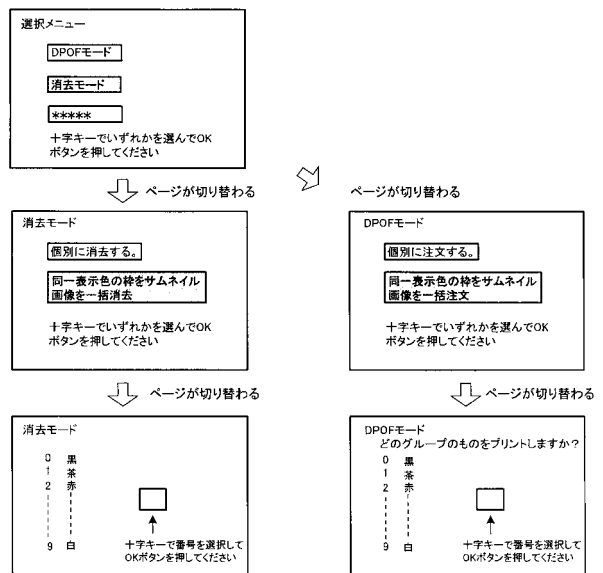 選択メニュー
DPOFモード
消去モード
*****
十字キーでいずれかを選んでOK
ボタンを押してください
ページが切り替わる
ページが切り替わる
消去モード
個別に消去する。
同一表示色の枠をサムネイル
画像を一括消去
十字キーでいずれかを選んでOK
ボタンを押してください
DPOFモード
個別に注文する。
同一表示色の枠をサムネイル
画像を一括注文
十字キーでいずれかを選んでOK
ボタンを押してください
ページが切り替わる
ページが切り替わる
消去モード
0 黒
1 茶
2 赤
9 白
十字キーで番号を選択して
OKボタンを押してください
DPOFモード
どのグループのものをプリントしますか?
0 黒
1 茶
2 赤
9 白
十字キーで番号を選択して
OKボタンを押してください